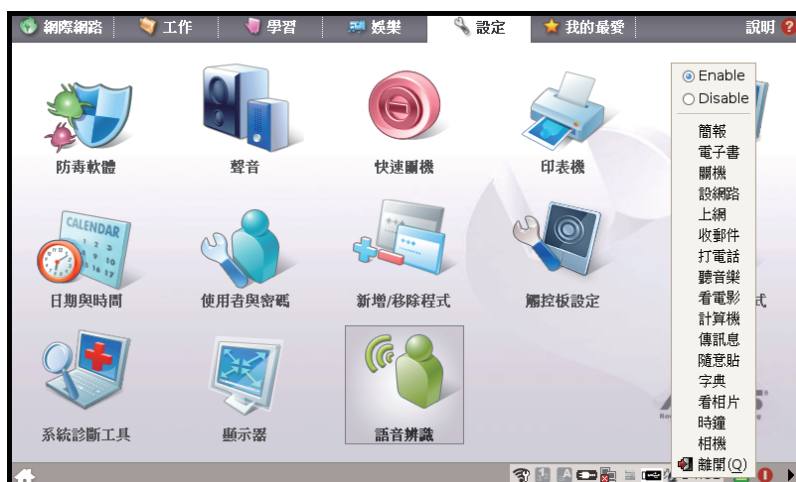 網際網路 工作 學習 娛樂 設定 我的最愛 說明
防毒軟體 聲音 快速關機 印表機
CALENDAR
日期與時間 使用者與密碼 新增/移除程式 觸控板設定 式
系統診斷工具 顯示器 語音辨識
Enable
Disable
簡報
電子書
關機
設網路
上網
收郵件
打電話
聽音樂
看電影
計算機
傳訊息
隨意貼
字典
看相片
時鐘
相機
離開(Q)